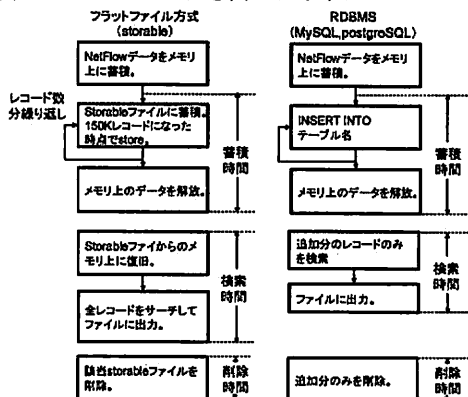 フラットファイル方式
(storable)
NetFlowデータをメモリ
上に蓄積。
レコード数
分繰り返し
Storableファイルに蓄積。
150Kレコードになった
時点でstore。
メモリ上のデータを解放。
蓄積
時間
Storableファイからのメ
モリ上に復旧。
全レコードをサーチして
ファイルに出力。
検索
時間
該当storableファイルを
削除。
削除
時間
RDBMS
(MySQL,postgroSQL)
NetFlowデータをメモリ
上に蓄積。
INSERT INTO
テーブル名
メモリ上のデータを解放。
蓄積
時間
追加分のレコードのみ
を検索
ファイルに出力。
検索
時間
追加分のみを削除。
削除
時間